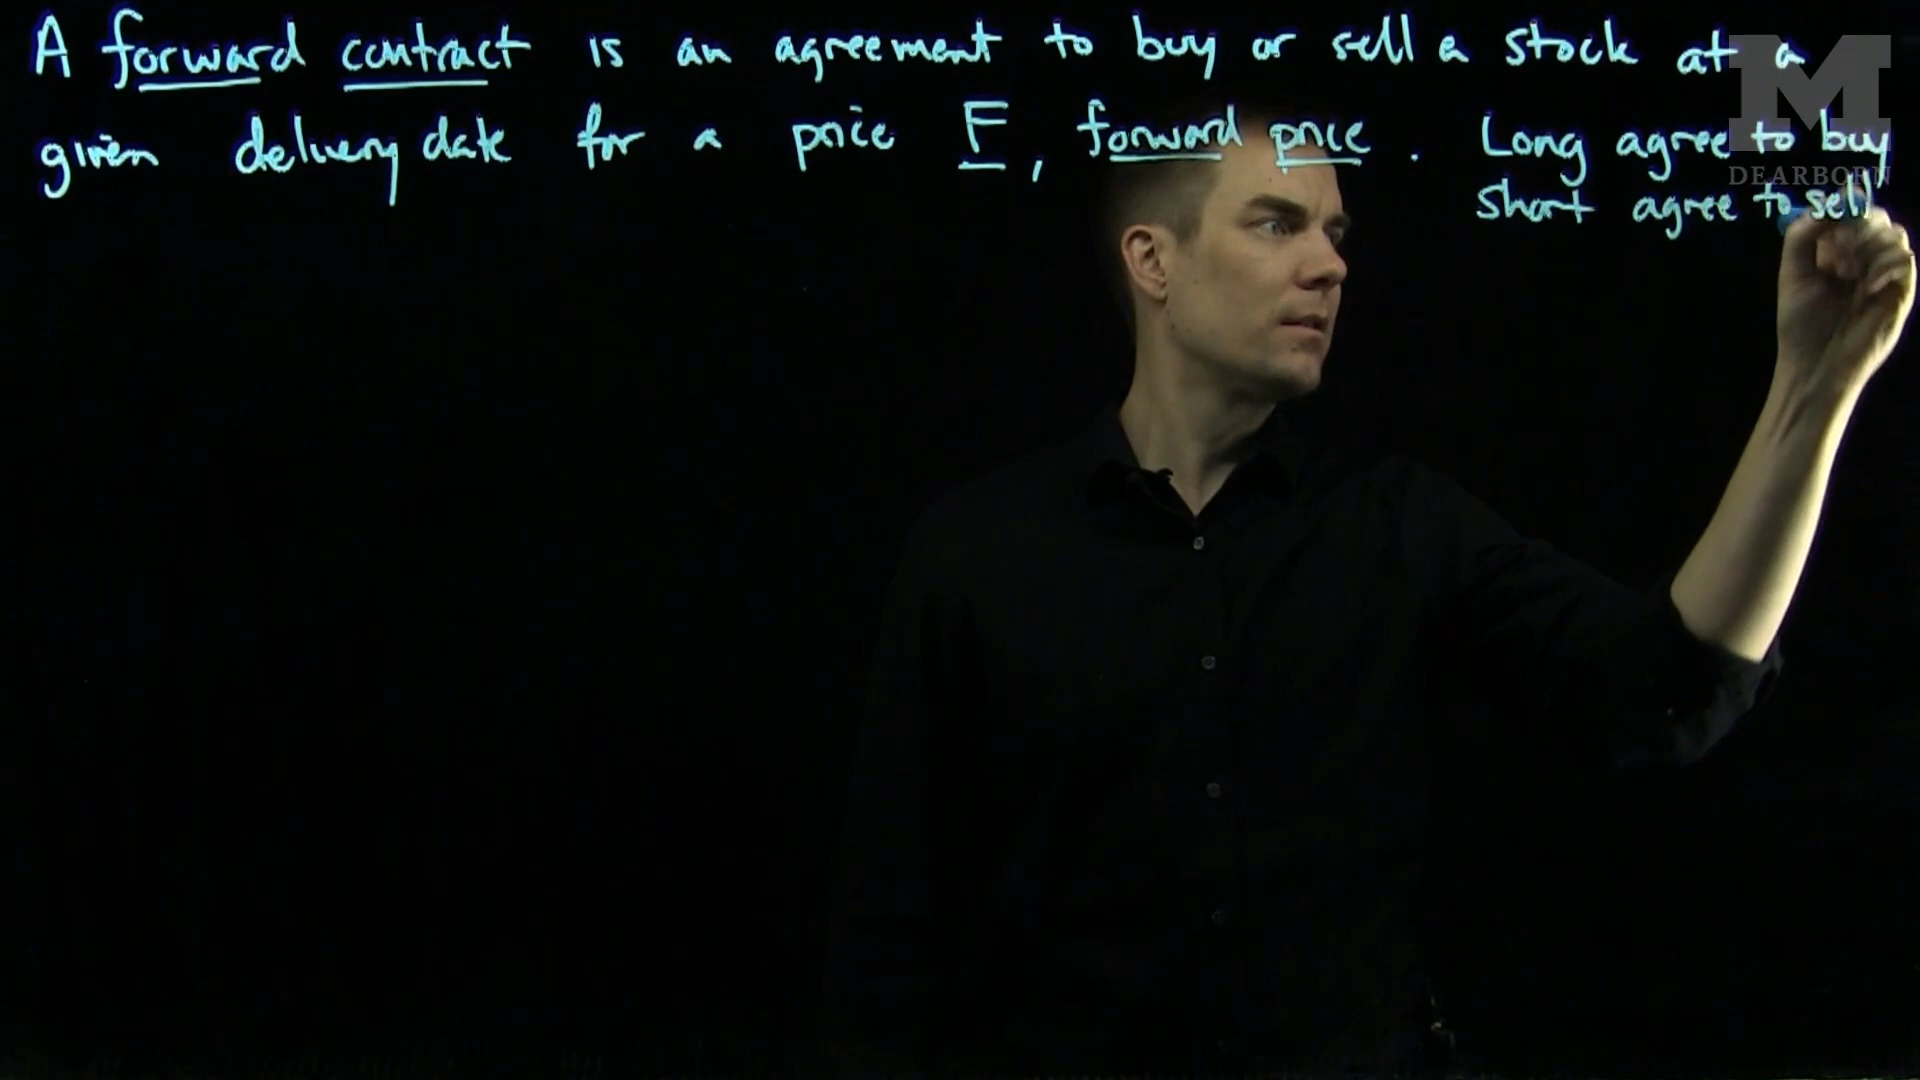 A forward contract is an agreement to buy or sell a stock at a
given delivery date for a price F, forward price. Long agree to buy
Short agree to sell
M
DEARBORN